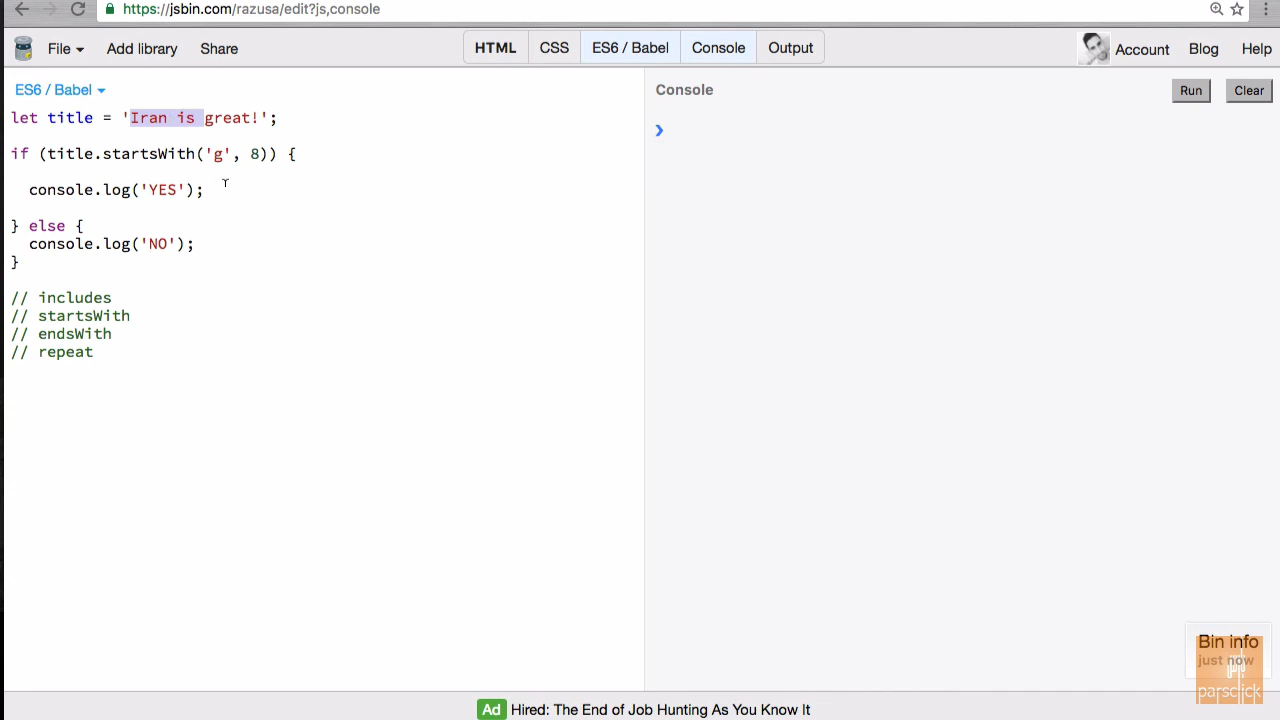 https://jsbin.com/razusa/edit?js,console
File Add library Share HTML CSS ES6 / Babel Console Output Account Blog Help
ES6 / Babel
let title = 'Iran is great!';
if (title.startsWith('g', 8)) {
console.log('YES');
} else {
console.log('NO');
}
// includes
// startsWith
// endsWith
// repeat
Console
Run Clear
Bin info
just now
parsclick
Ad Hired: The End of Job Hunting As You Know It